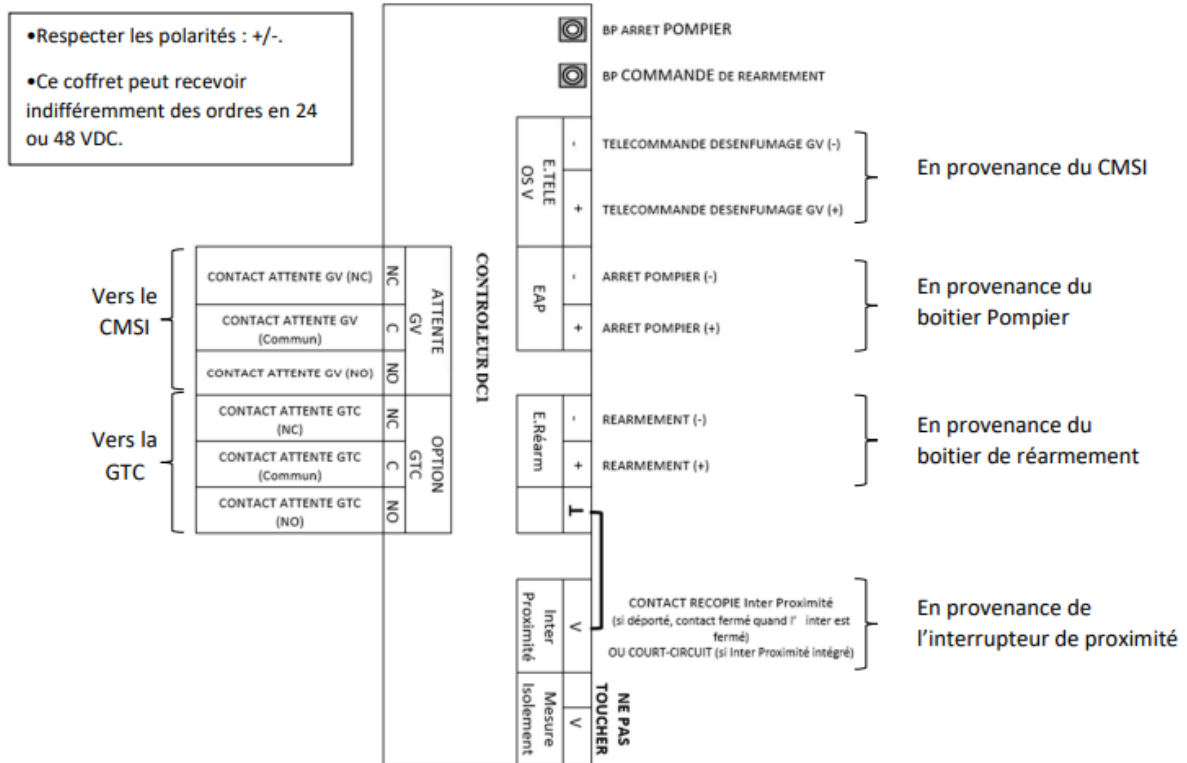 •Respecter les polarités : +/-.
•Ce coffret peut recevoir
indifféremment des ordres en 24
ou 48 VDC.
BP ARRET POMPIER
BP COMMANDE DE REARMEMENT
E.TELE
OS V
-
TELECOMMANDE DESENFUMAGE GV (-)
+
TELECOMMANDE DESENFUMAGE GV (+)
En provenance du CMSI
EAP
-
ARRET POMPIER (-)
+
ARRET POMPIER (+)
En provenance du
boitier Pompier
E.Réarm
-
REARMEMENT (-)
+
REARMEMENT (+)
En provenance du
boitier de réarmement
Inter
Proximité
V
CONTACT RECOPIE Inter Proximité
(si déporté, contact fermé quand l' inter est
fermé)
OU COURT-CIRCUIT (si Inter Proximité intégré)
En provenance de
l'interrupteur de proximité
Mesure
Isolement
V
NE PAS
TOUCHER
CONTROLEUR DC1
Vers le
CMSI
CONTACT ATTENTE GV (NC)
NC
CONTACT ATTENTE GV
(Commun)
C
CONTACT ATTENTE GV (NO)
NO
ATTENTE
GV
Vers la
GTC
CONTACT ATTENTE GTC
(NC)
NC
CONTACT ATTENTE GTC
(Commun)
C
CONTACT ATTENTE GTC
(NO)
NO
OPTION
GTC